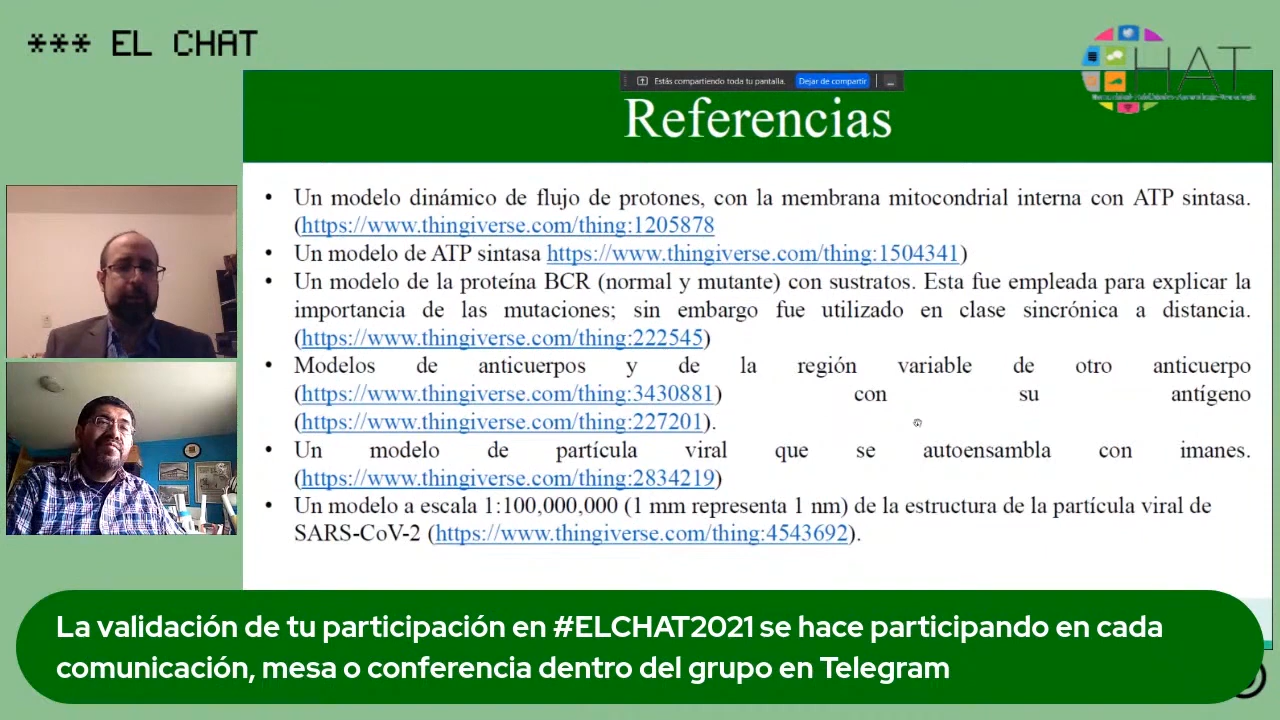 *** EL CHAT
HAT
Estás compartiendo toda tu pantalla. Dejar de compartir ...
Referencias
• Un modelo dinámico de flujo de protones, con la membrana mitocondrial interna con ATP sintasa.
(https://www.thingiverse.com/thing:1205878
• Un modelo de ATP sintasa https://www.thingiverse.com/thing:1504341)
• Un modelo de la proteína BCR (normal y mutante) con sustratos. Esta fue empleada para explicar la
importancia de las mutaciones; sin embargo fue utilizado en clase sincrónica a distancia.
(https://www.thingiverse.com/thing:222545)
• Modelos de anticuerpos y de la región variable de otro anticuerpo
(https://www.thingiverse.com/thing:3430881) con su antígeno
(https://www.thingiverse.com/thing:227201).
• Un modelo de partícula viral que se autoensambla con imanes.
(https://www.thingiverse.com/thing:2834219)
• Un modelo a escala 1:100,000,000 (1 mm representa 1 nm) de la estructura de la partícula viral de
SARS-CoV-2 (https://www.thingiverse.com/thing:4543692).
La validación de tu participación en #ELCHAT2021 se hace participando en cada
comunicación, mesa o conferencia dentro del grupo en Telegram